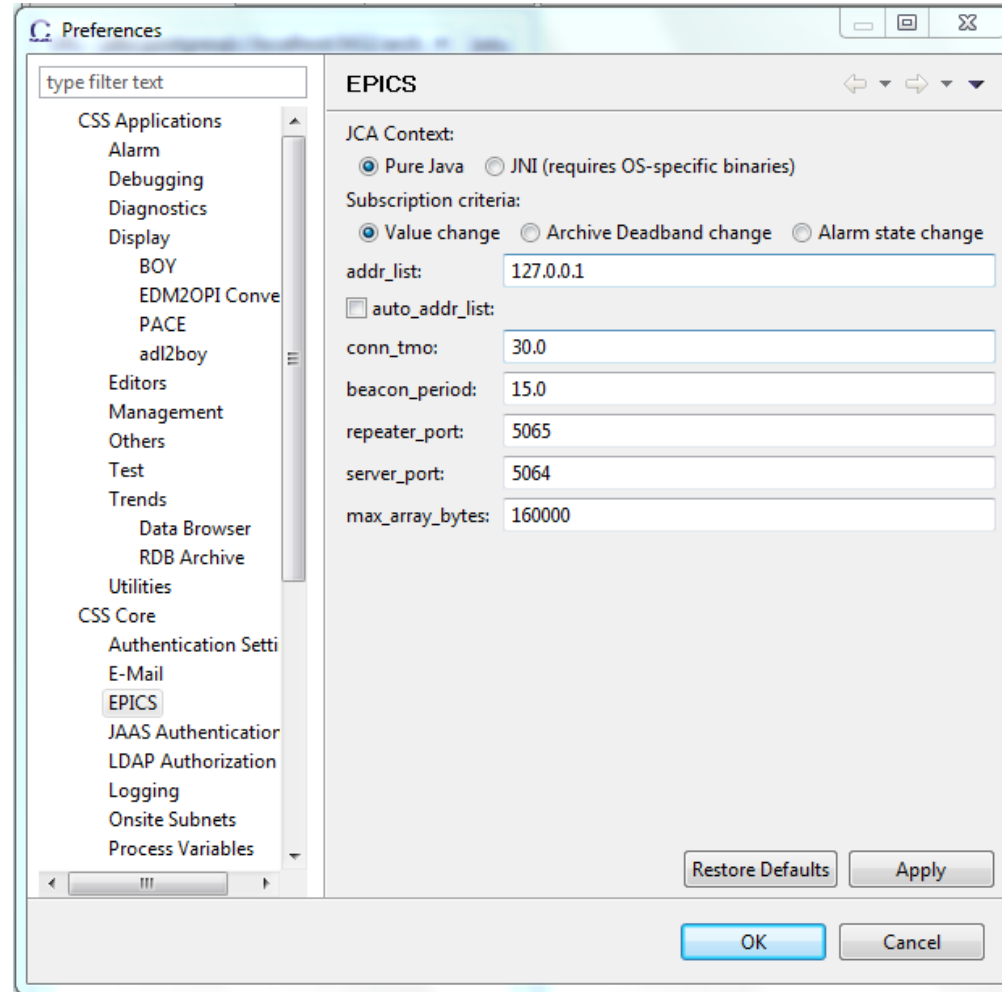 Preferences
type filter text
CSS Applications
Alarm
Debugging
Diagnostics
Display
BOY
EDM2OPI Conve
PACE
adl2boy
Editors
Management
Others
Test
Trends
Data Browser
RDB Archive
Utilities
CSS Core
Authentication Setti
E-Mail
EPICS
JAAS Authentication
LDAP Authorization
Logging
Onsite Subnets
Process Variables
EPICS
JCA Context:
Pure Java JNI (requires OS-specific binaries)
Subscription criteria:
Value change Archive Deadband change Alarm state change
addr_list: 127.0.0.1
auto_addr_list:
conn_tmo: 30.0
beacon_period: 15.0
repeater_port: 5065
server_port: 5064
max_array_bytes: 160000
Restore Defaults Apply
OK Cancel